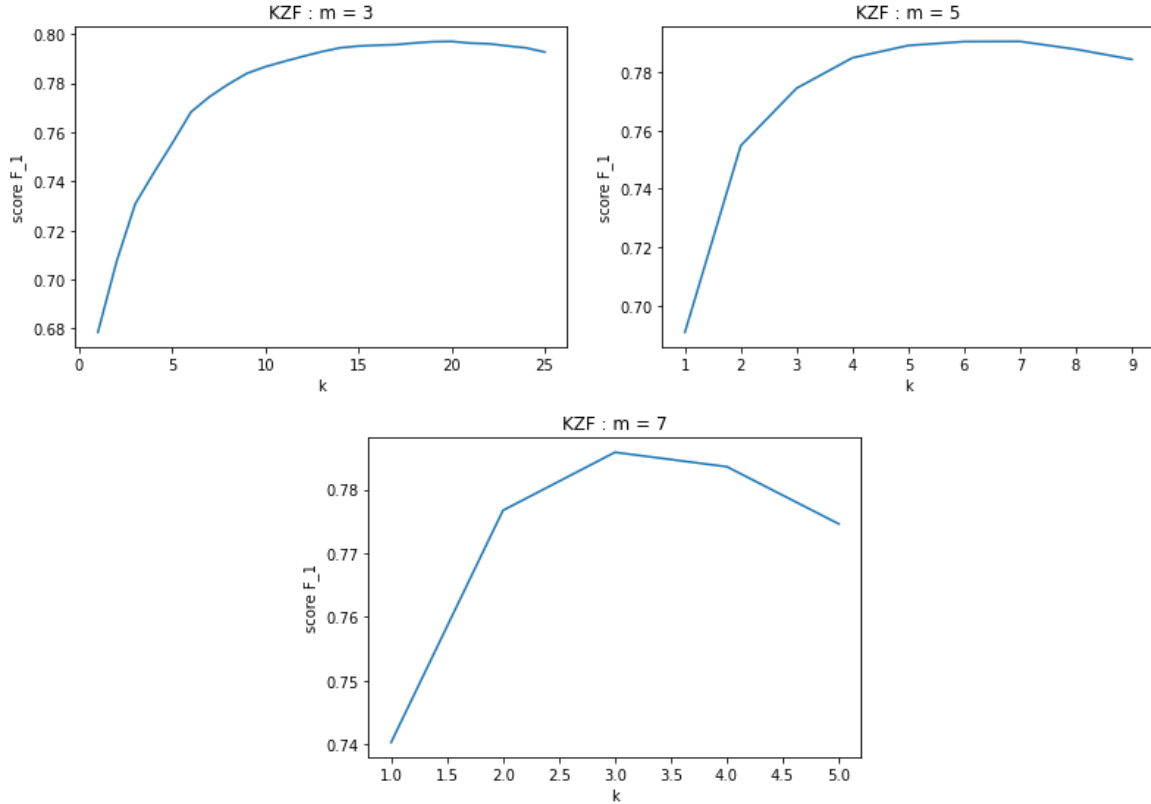 KZF : m = 3
0.80
0.78
0.76
0.74
0.72
0.70
0.68
score F_1
0 5 10 15 20 25
k
KZF : m = 5
0.78
0.76
0.74
0.72
0.70
score F_1
1 2 3 4 5 6 7 8 9
k
KZF : m = 7
0.78
0.77
0.76
0.75
0.74
score F_1
1.0 1.5 2.0 2.5 3.0 3.5 4.0 4.5 5.0
k